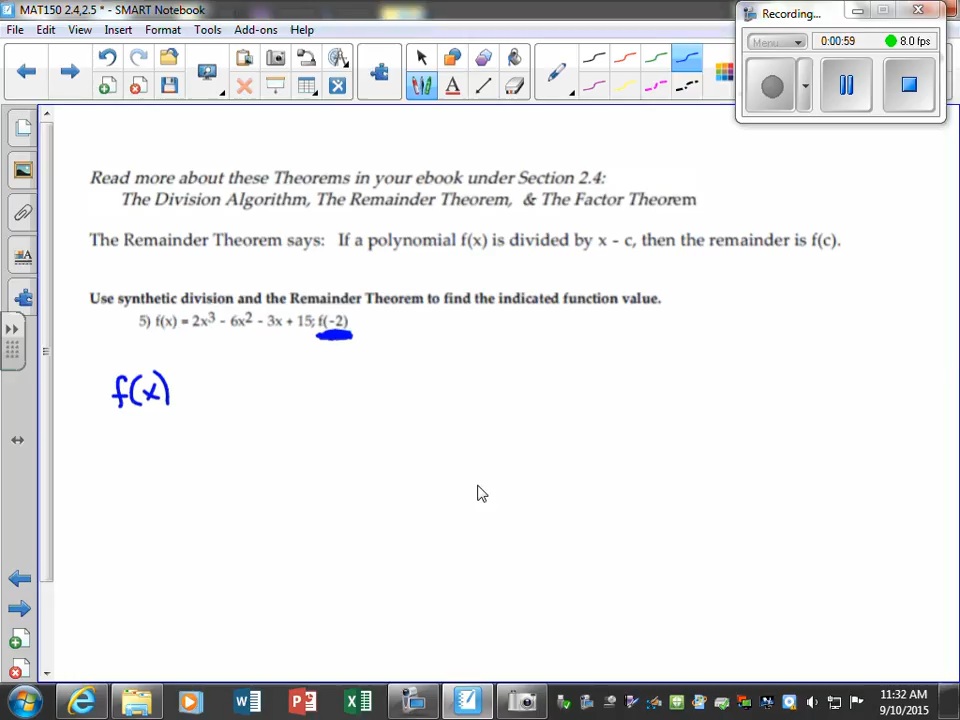 MAT150 2.4,2.5 * - SMART Notebook
File Edit View Insert Format Tools Add-ons Help
Recording...
Menu
0:00:59 8.0 fps
Read more about these Theorems in your ebook under Section 2.4:
The Division Algorithm, The Remainder Theorem, & The Factor Theorem
The Remainder Theorem says: If a polynomial f(x) is divided by x - c, then the remainder is f(c).
Use synthetic division and the Remainder Theorem to find the indicated function value.
5) f(x) = 2x³ - 6x² - 3x + 15; f(-2)
f(x)
11:32 AM
9/10/2015